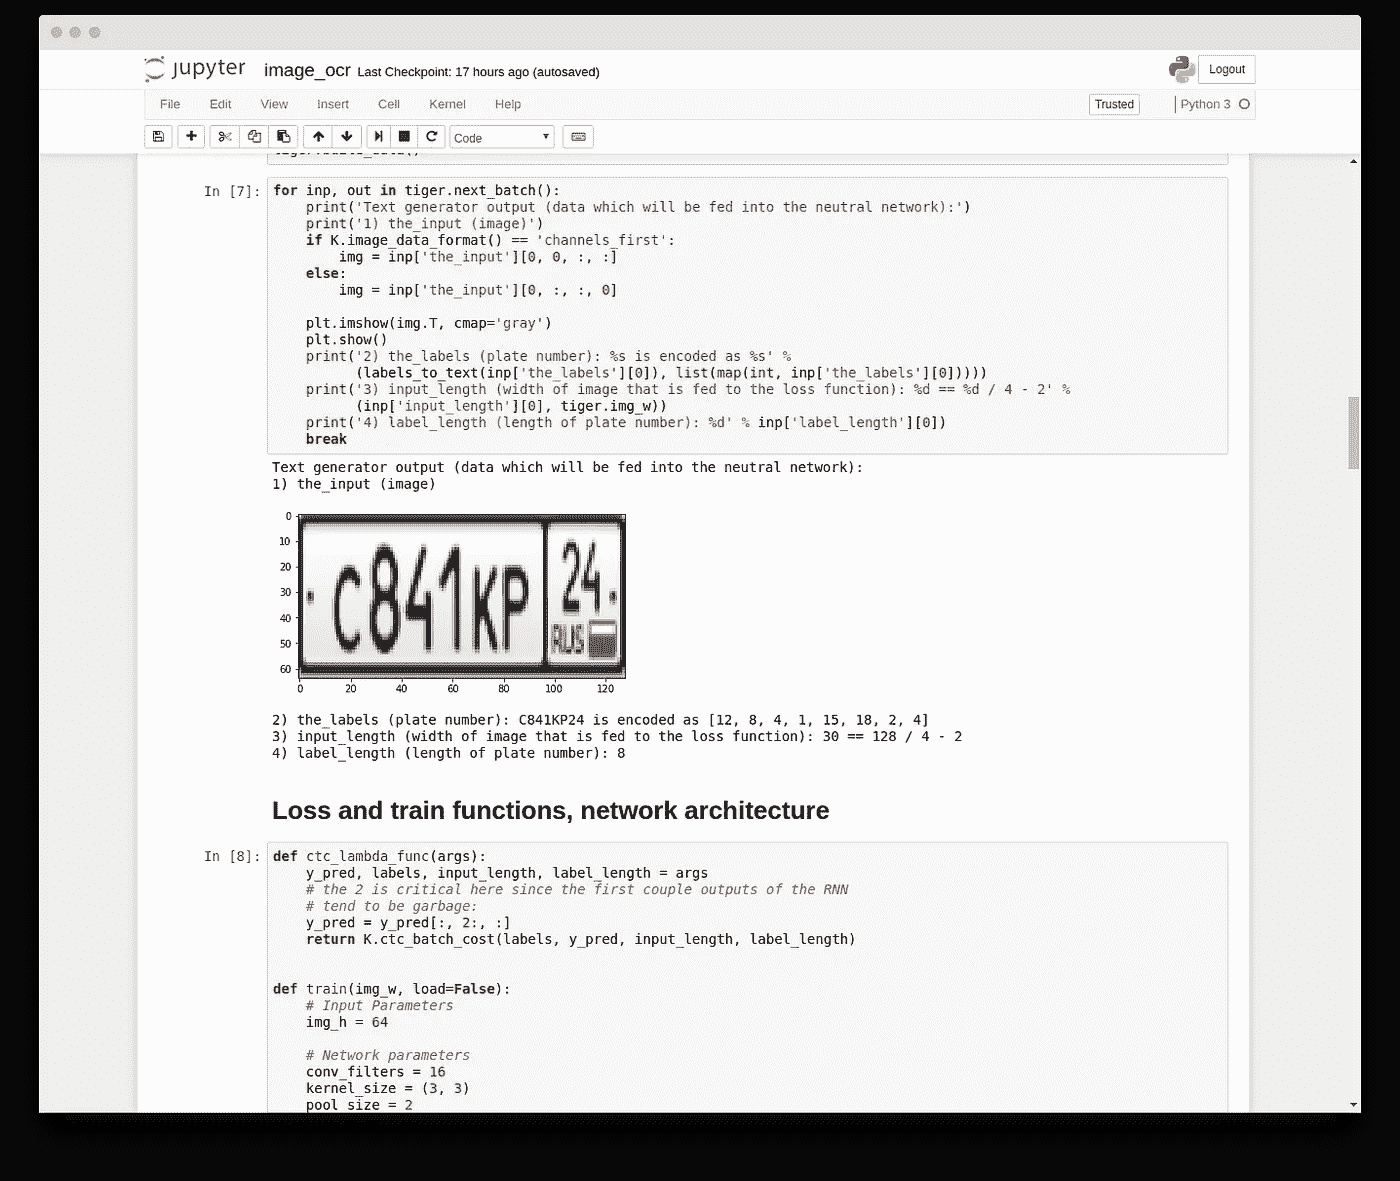 jupyter image_ocr Last Checkpoint: 17 hours ago (autosaved) Logout
File Edit View Insert Cell Kernel Help Trusted Python 3
Code
In [7]: for inp, out in tiger.next_batch():
    print('Text generator output (data which will be fed into the neutral network):')
    print('1) the_input (image)')
    if K.image_data_format() == 'channels_first':
        img = inp['the_input'][0, 0, :, :]
    else:
        img = inp['the_input'][0, :, :, 0]
    plt.imshow(img.T, cmap='gray')
    plt.show()
    print('2) the_labels (plate number): %s is encoded as %s' %
          (labels_to_text(inp['the_labels'][0]), list(map(int, inp['the_labels'][0]))))
    print('3) input_length (width of image that is fed to the loss function): %d == %d / 4 - 2' %
          (inp['input_length'][0], tiger.img_w))
    print('4) label_length (length of plate number): %d' % inp['label_length'][0])
    break
Text generator output (data which will be fed into the neutral network):
1) the_input (image)
0
10
20
30
40
50
60
C841KP 24
RUS
0 20 40 60 80 100 120
2) the_labels (plate number): C841KP24 is encoded as [12, 8, 4, 1, 15, 18, 2, 4]
3) input_length (width of image that is fed to the loss function): 30 == 128 / 4 - 2
4) label_length (length of plate number): 8
Loss and train functions, network architecture
In [8]: def ctc_lambda_func(args):
    y_pred, labels, input_length, label_length = args
    # the 2 is critical here since the first couple outputs of the RNN
    # tend to be garbage:
    y_pred = y_pred[:, 2:, :]
    return K.ctc_batch_cost(labels, y_pred, input_length, label_length)
def train(img_w, load=False):
    # Input Parameters
    img_h = 64
    # Network parameters
    conv_filters = 16
    kernel_size = (3, 3)
    pool_size = 2